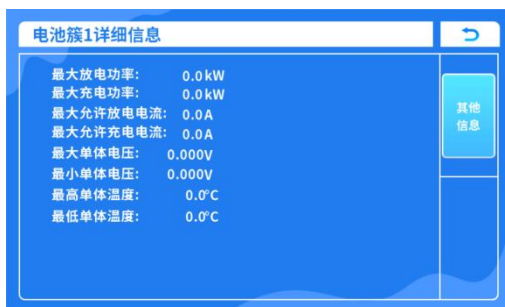 电池簇1详细信息
最大放电功率: 0.0kW
最大充电功率: 0.0kW
最大允许放电电流: 0.0A
最大允许充电电流: 0.0A
最大单体电压: 0.000V
最小单体电压: 0.000V
最高单体温度: 0.0°C
最低单体温度: 0.0°C
其他
信息